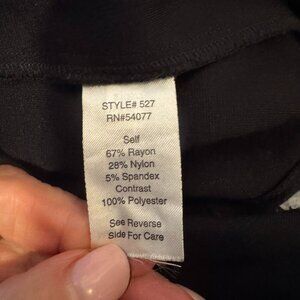 STYLE# 527
RN#54077
Self
67% Rayon
28% Nylon
5% Spandex
Contrast
100% Polyester
See Reverse
Side For Care